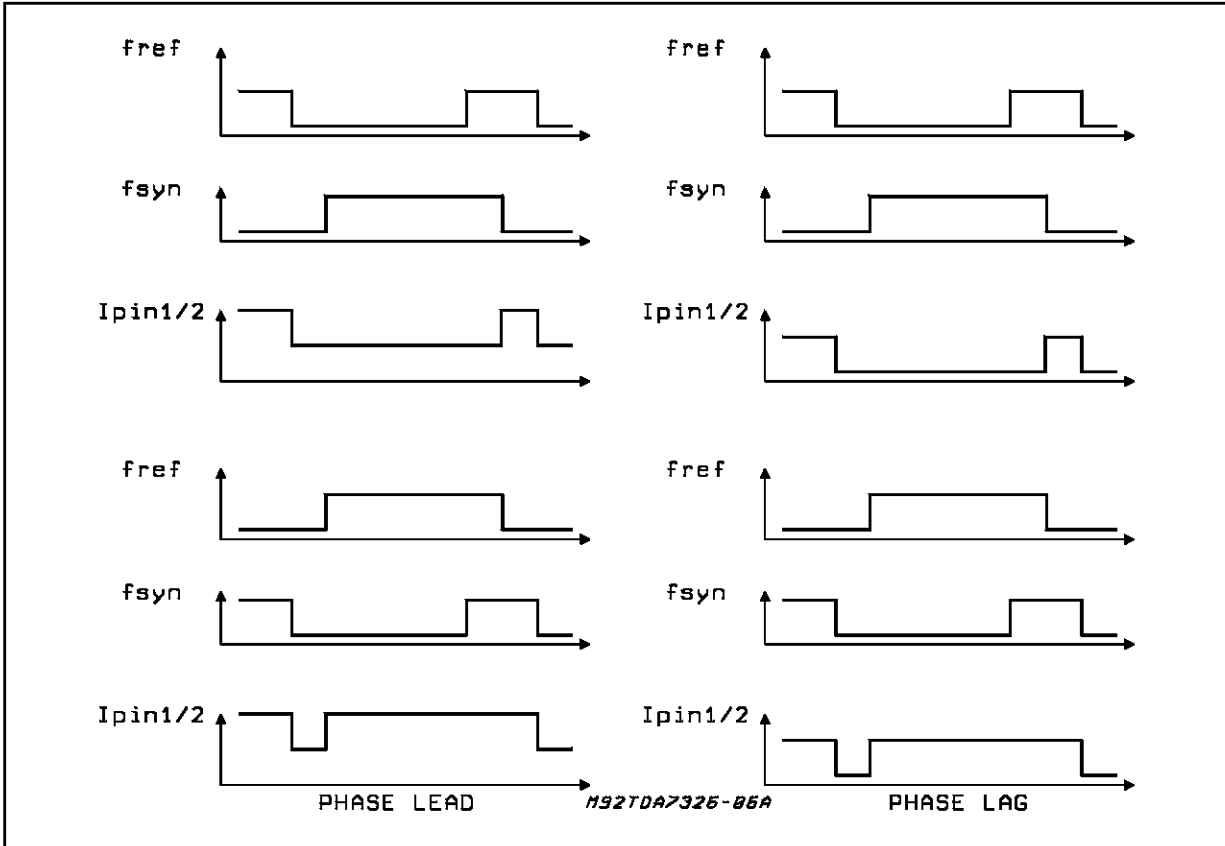 fref fref
fsyn fsyn
Ipin1/2 Ipin1/2
fref fref
fsyn fsyn
Ipin1/2 Ipin1/2
PHASE LEAD M92TDA7326-06A PHASE LAG